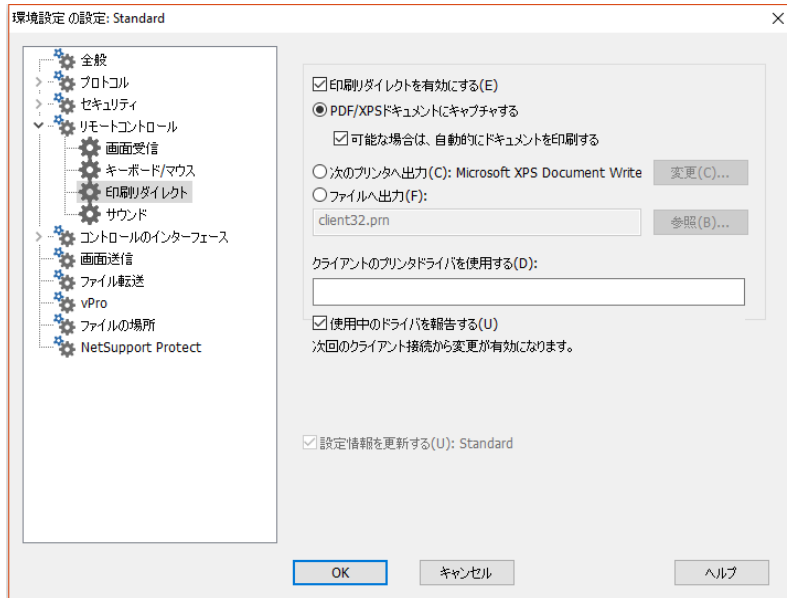 環境設定 の設定: Standard
全般
プロトコル
セキュリティ
リモートコントロール
画面受信
キーボード/マウス
印刷リダイレクト
サウンド
コントロールのインターフェース
画面送信
ファイル転送
vPro
ファイルの場所
NetSupport Protect
印刷リダイレクトを有効にする(E)
PDF/XPSドキュメントにキャプチャする
可能な場合は、自動的にドキュメントを印刷する
次のプリンタへ出力(C): Microsoft XPS Document Write
変更(C)...
ファイルへ出力(F):
client32.prn
参照(B)...
クライアントのプリンタドライバを使用する(D):
使用中のドライバを報告する(U)
次回のクライアント接続から変更が有効になります。
設定情報を更新する(U): Standard
OK
キャンセル
ヘルプ